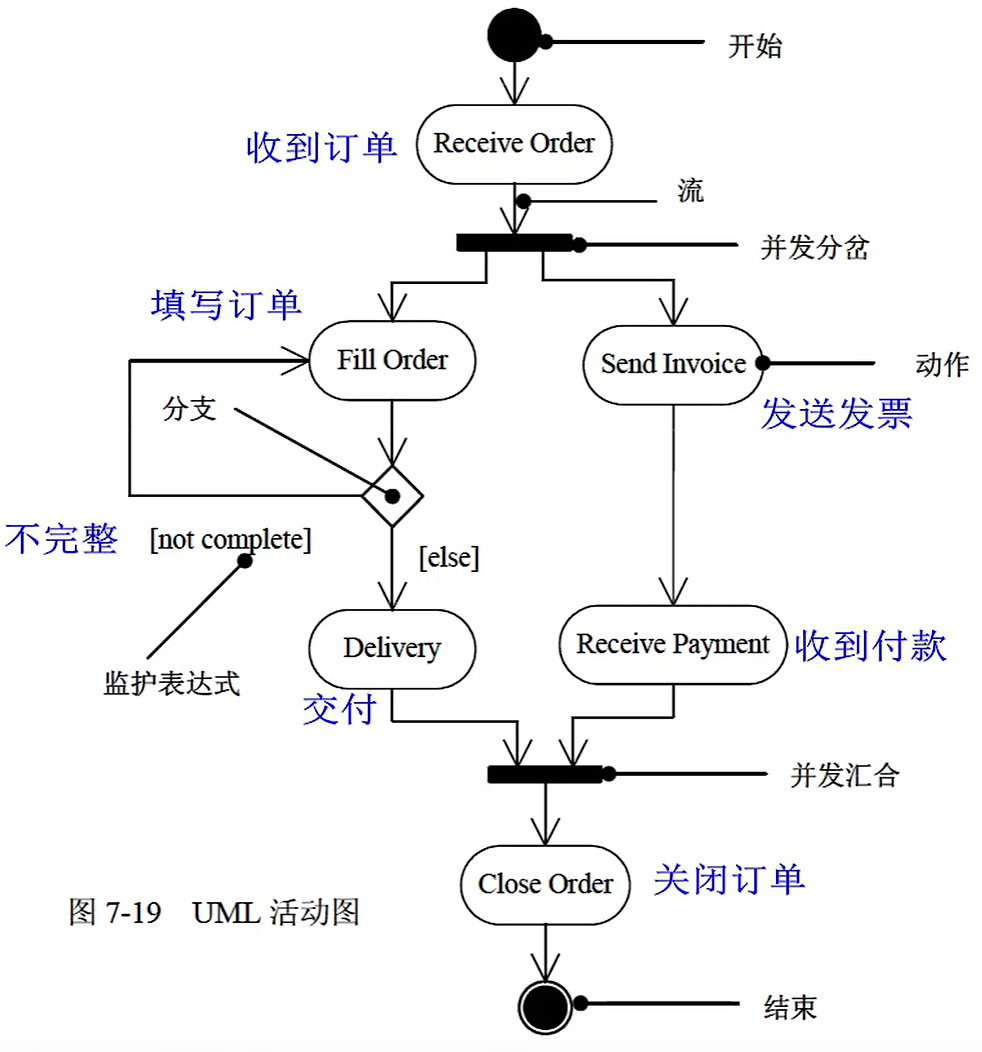 开始
收到订单
Receive Order
流
并发分岔
填写订单
Fill Order
Send Invoice
动作
分支
发送发票
不完整
[not complete]
[else]
Delivery
Receive Payment
收到付款
监护表达式
交付
并发汇合
Close Order
关闭订单
图 7-19 UML 活动图
结束